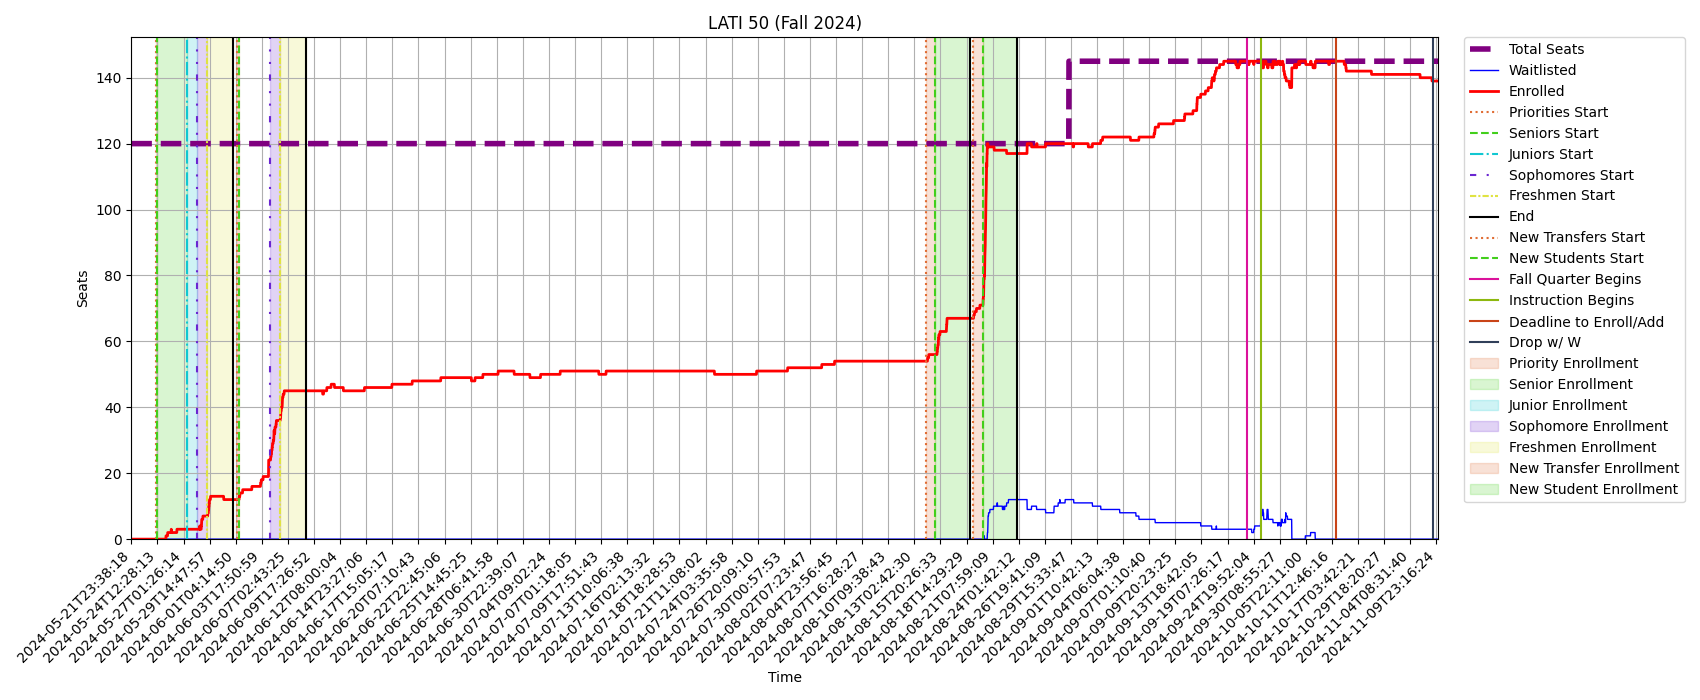 LATI 50 (Fall 2024)
Seats
140
120
100
80
60
40
20
0
2024-05-21T23:38:18
2024-05-24T12:28:13
2024-05-27T01:26:14
2024-05-29T14:47:57
2024-06-01T04:14:50
2024-06-03T17:50:59
2024-06-07T02:43:25
2024-06-09T17:26:52
2024-06-12T08:00:04
2024-06-14T23:27:06
2024-06-17T15:05:17
2024-06-20T07:10:43
2024-06-22T22:45:06
2024-06-25T14:45:25
2024-06-28T06:41:58
2024-06-30T22:39:07
2024-07-04T09:02:24
2024-07-07T01:18:05
2024-07-09T17:51:43
2024-07-13T10:06:38
2024-07-16T02:13:32
2024-07-18T18:28:53
2024-07-21T11:08:02
2024-07-24T03:35:58
2024-07-26T20:09:10
2024-07-30T00:57:53
2024-08-02T07:23:47
2024-08-04T23:56:45
2024-08-07T16:28:27
2024-08-10T09:38:43
2024-08-13T02:42:30
2024-08-15T20:26:33
2024-08-18T14:29:29
2024-08-21T07:59:09
2024-08-24T01:42:12
2024-08-26T19:41:09
2024-08-29T15:33:47
2024-09-01T10:42:13
2024-09-04T06:04:38
2024-09-07T01:10:40
2024-09-09T20:23:25
2024-09-13T18:42:05
2024-09-19T07:26:17
2024-09-24T19:52:04
2024-09-30T08:55:27
2024-10-05T22:11:00
2024-10-11T12:46:16
2024-10-17T03:42:21
2024-10-29T18:20:27
2024-11-04T08:31:40
2024-11-09T23:16:24
Time
Total Seats
Waitlisted
Enrolled
Priorities Start
Seniors Start
Juniors Start
Sophomores Start
Freshmen Start
End
New Transfers Start
New Students Start
Fall Quarter Begins
Instruction Begins
Deadline to Enroll/Add
Drop w/ W
Priority Enrollment
Senior Enrollment
Junior Enrollment
Sophomore Enrollment
Freshmen Enrollment
New Transfer Enrollment
New Student Enrollment